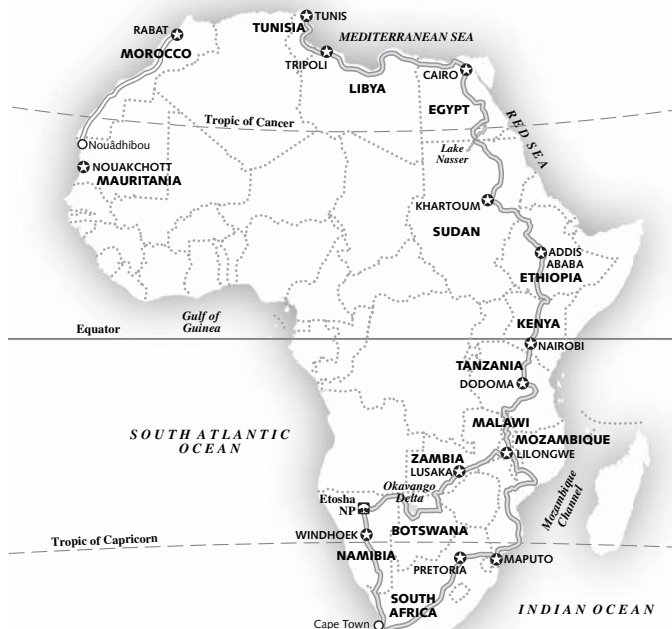 TUNIS
RABAT
TUNISIA
MEDITERRANEAN SEA
MOROCCO
TRIPOLI
CAIRO
LIBYA
EGYPT
Tropic of Cancer
RED SEA
Nouâdhibou
Lake
Nasser
NOUAKCHOTT
MAURITANIA
KHARTOUM
SUDAN
ADDIS
ABABA
ETHIOPIA
Gulf of
Guinea
KENYA
Equator
NAIROBI
TANZANIA
DODOMA
MALAWI
SOUTH ATLANTIC
OCEAN
MOZAMBIQUE
ZAMBIA
LILONGWE
LUSAKA
Okavango
Delta
Etosha
NP
Mozambique
Channel
BOTSWANA
WINDHOEK
Tropic of Capricorn
NAMIBIA
PRETORIA
MAPUTO
SOUTH
AFRICA
INDIAN OCEAN
Cape Town